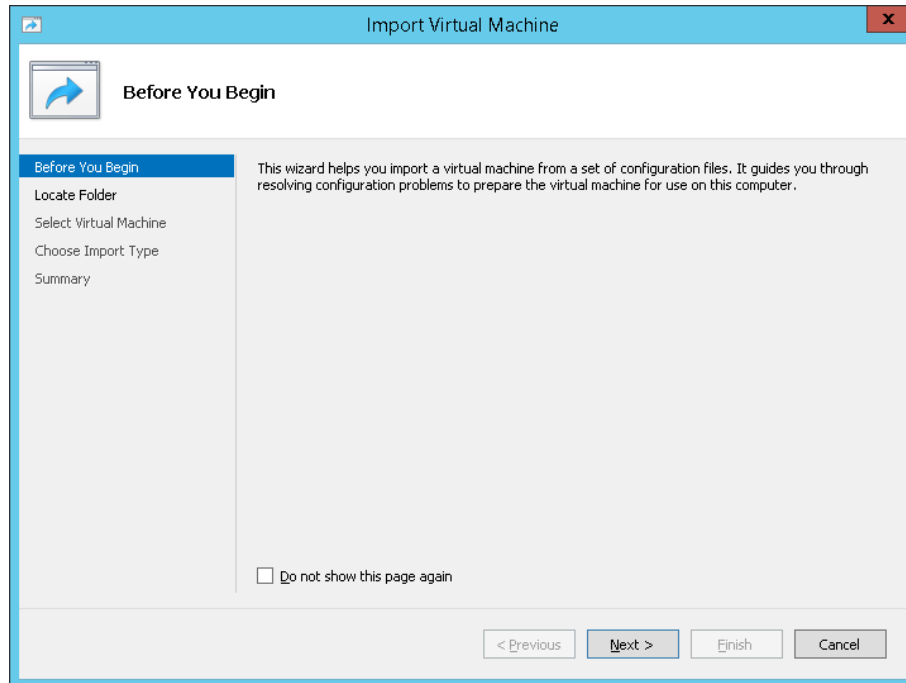 Import Virtual Machine
x
Before You Begin
Before You Begin
Locate Folder
Select Virtual Machine
Choose Import Type
Summary
This wizard helps you import a virtual machine from a set of configuration files. It guides you through
resolving configuration problems to prepare the virtual machine for use on this computer.
Do not show this page again
< Previous
Next >
Finish
Cancel